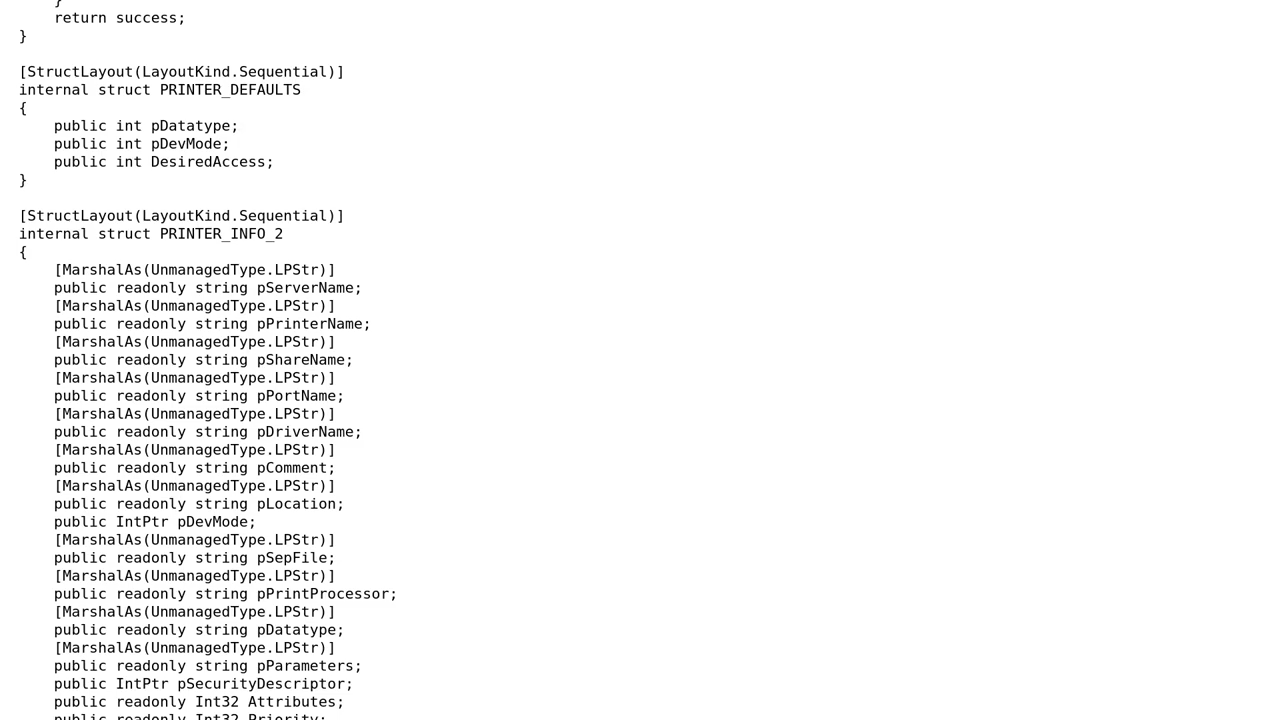 }
    return success;
}
[StructLayout(LayoutKind.Sequential)]
internal struct PRINTER_DEFAULTS
{
    public int pDatatype;
    public int pDevMode;
    public int DesiredAccess;
}
[StructLayout(LayoutKind.Sequential)]
internal struct PRINTER_INFO_2
{
    [MarshalAs(UnmanagedType.LPStr)]
    public readonly string pServerName;
    [MarshalAs(UnmanagedType.LPStr)]
    public readonly string pPrinterName;
    [MarshalAs(UnmanagedType.LPStr)]
    public readonly string pShareName;
    [MarshalAs(UnmanagedType.LPStr)]
    public readonly string pPortName;
    [MarshalAs(UnmanagedType.LPStr)]
    public readonly string pDriverName;
    [MarshalAs(UnmanagedType.LPStr)]
    public readonly string pComment;
    [MarshalAs(UnmanagedType.LPStr)]
    public readonly string pLocation;
    public IntPtr pDevMode;
    [MarshalAs(UnmanagedType.LPStr)]
    public readonly string pSepFile;
    [MarshalAs(UnmanagedType.LPStr)]
    public readonly string pPrintProcessor;
    [MarshalAs(UnmanagedType.LPStr)]
    public readonly string pDatatype;
    [MarshalAs(UnmanagedType.LPStr)]
    public readonly string pParameters;
    public IntPtr pSecurityDescriptor;
    public readonly Int32 Attributes;
    public readonly Int32 Priority;